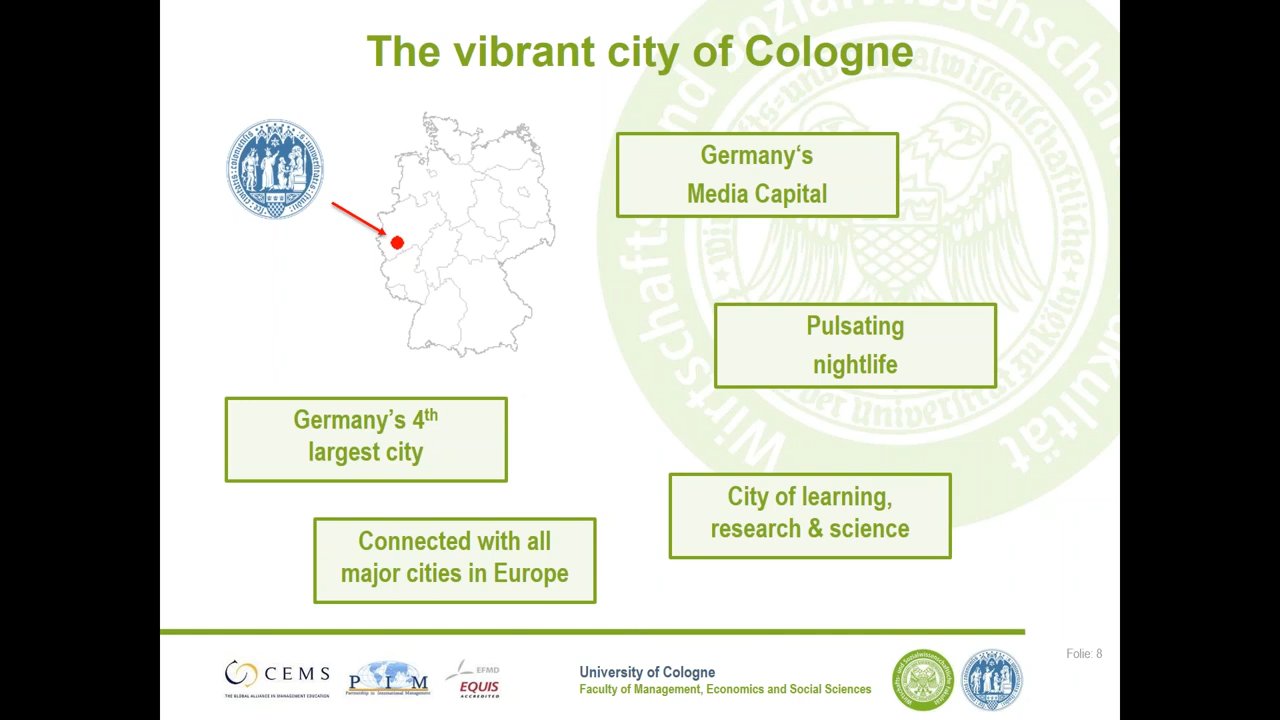 The vibrant city of Cologne
Germany‘s
Media Capital
Pulsating
nightlife
Germany’s 4th
largest city
City of learning,
research & science
Connected with all
major cities in Europe
Folie: 8
CEMS
THE GLOBAL ALLIANCE IN MANAGEMENT EDUCATION
PIM
Partnership in International Management
EFMD
EQUIS
ACCREDITED
University of Cologne
Faculty of Management, Economics and Social Sciences